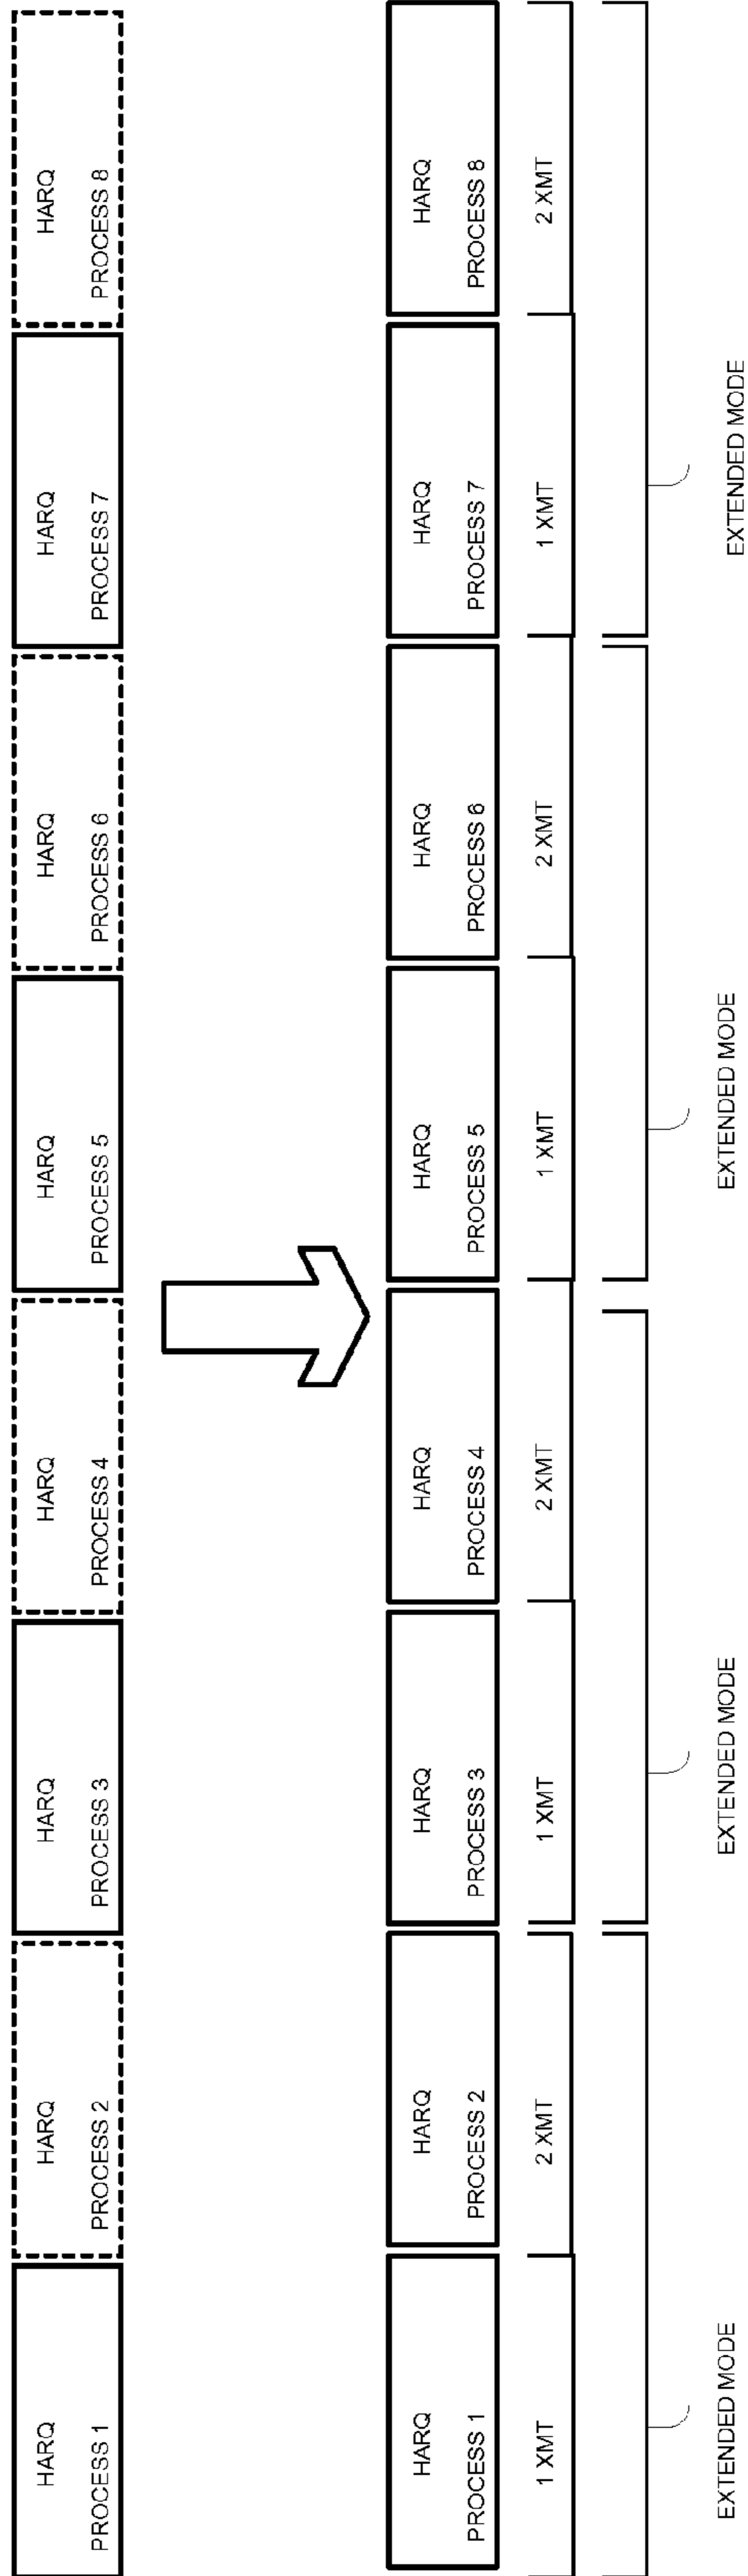 HARQ
PROCESS 1
HARQ
PROCESS 2
HARQ
PROCESS 3
HARQ
PROCESS 4
HARQ
PROCESS 5
HARQ
PROCESS 6
HARQ
PROCESS 7
HARQ
PROCESS 8
HARQ
PROCESS 1
HARQ
PROCESS 2
HARQ
PROCESS 3
HARQ
PROCESS 4
HARQ
PROCESS 5
HARQ
PROCESS 6
HARQ
PROCESS 7
HARQ
PROCESS 8
1 XMT
2 XMT
1 XMT
2 XMT
1 XMT
2 XMT
1 XMT
2 XMT
EXTENDED MODE
EXTENDED MODE
EXTENDED MODE
EXTENDED MODE